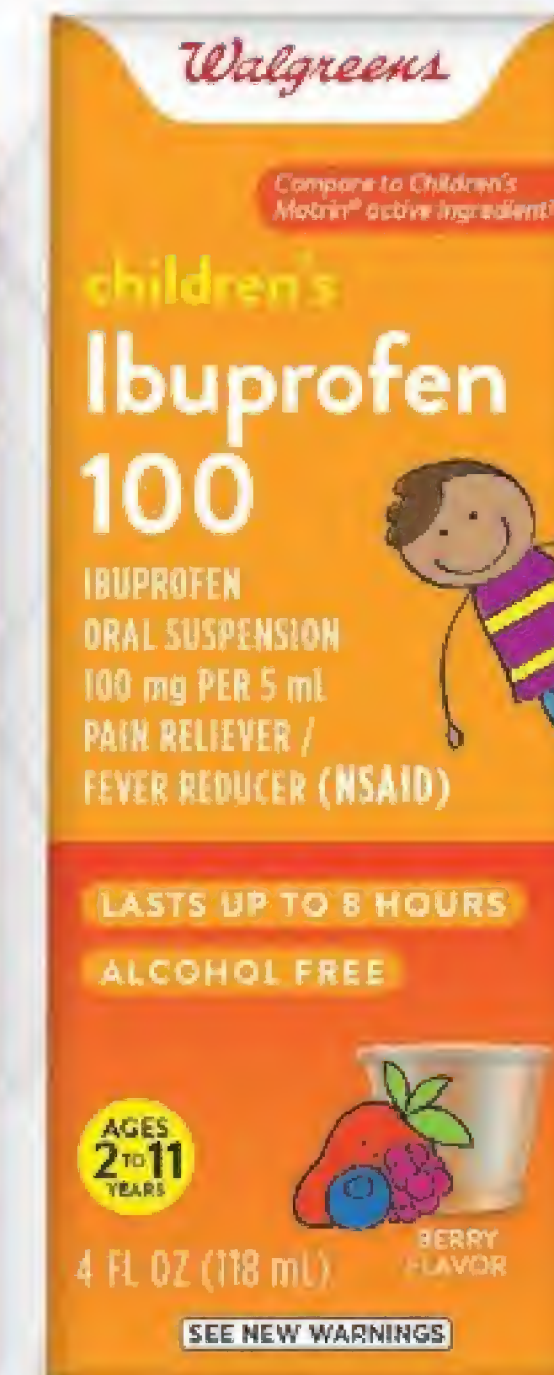 Walgreens
Compare to Children's
Motrin® active ingredient
children's
Ibuprofen
100
IBUPROFEN
ORAL SUSPENSION
100 mg PER 5 mL
PAIN RELIEVER /
FEVER REDUCER (NSAID)
LASTS UP TO 8 HOURS
ALCOHOL FREE
AGES
2 TO 11
YEARS
BERRY
FLAVOR
4 FL OZ (118 mL)
SEE NEW WARNINGS